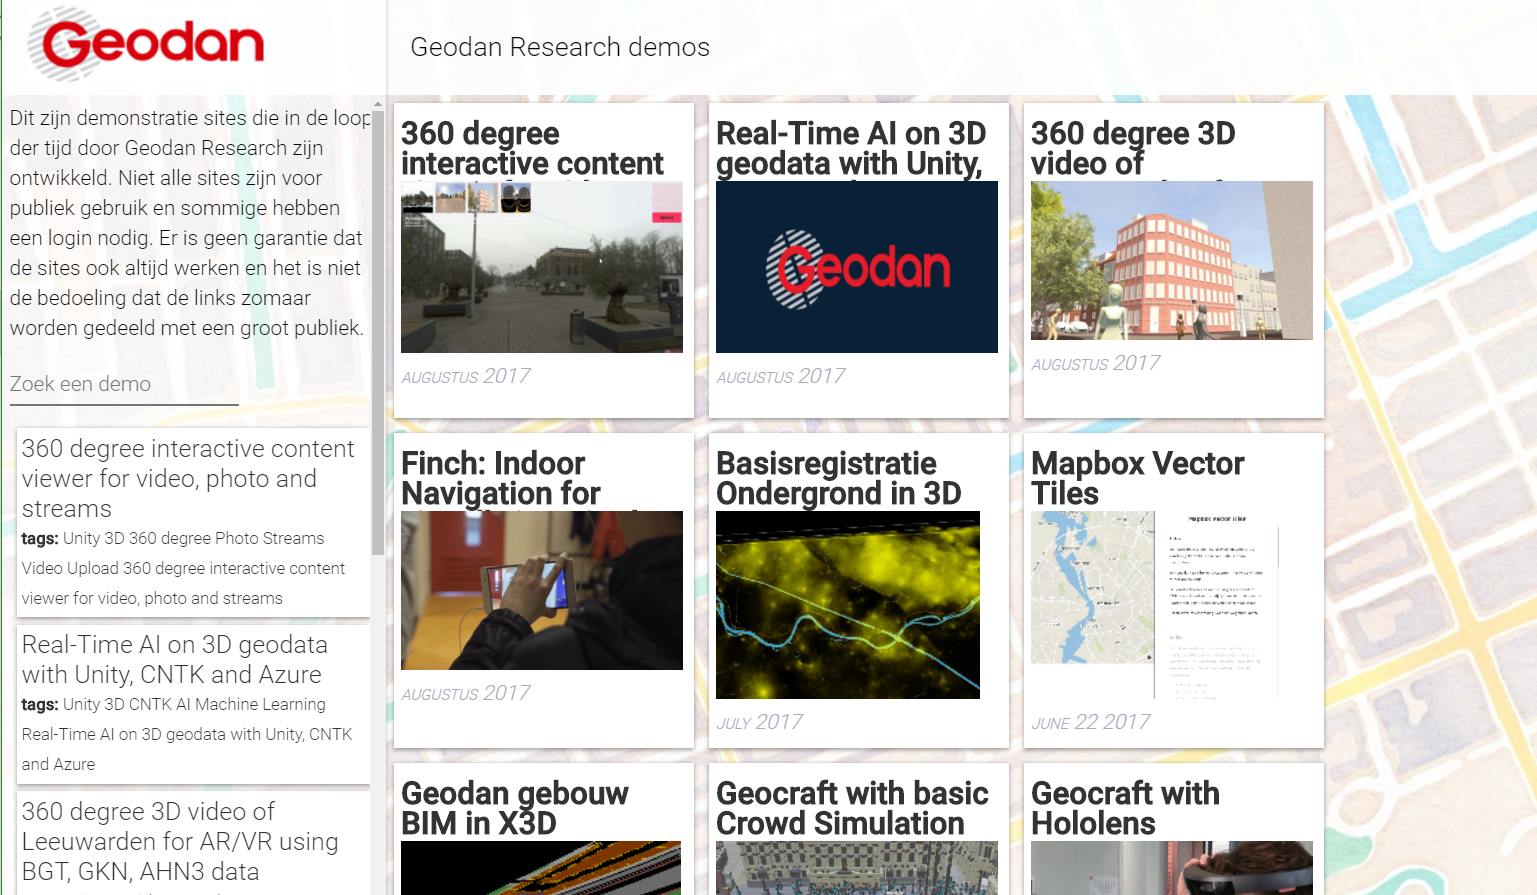 Geodan
Geodan Research demos
Dit zijn demonstratie sites die in de loop
der tijd door Geodan Research zijn
ontwikkeld. Niet alle sites zijn voor
publiek gebruik en sommige hebben
een login nodig. Er is geen garantie dat
de sites ook altijd werken en het is niet
de bedoeling dat de links zomaar
worden gedeeld met een groot publiek.
Zoek een demo
360 degree interactive content
viewer for video, photo and
streams
tags: Unity 3D 360 degree Photo Streams
Video Upload 360 degree interactive content
viewer for video, photo and streams
Real-Time AI on 3D geodata
with Unity, CNTK and Azure
tags: Unity 3D CNTK AI Machine Learning
Real-Time AI on 3D geodata with Unity, CNTK
and Azure
360 degree 3D video of
Leeuwarden for AR/VR using
BGT, GKN, AHN3 data
360 degree
interactive content
Upload
AUGUSTUS 2017
Real-Time AI on 3D
geodata with Unity,
Geodan
AUGUSTUS 2017
360 degree 3D
video of
AUGUSTUS 2017
Finch: Indoor
Navigation for
AUGUSTUS 2017
Basisregistratie
Ondergrond in 3D
JULY 2017
Mapbox Vector
Tiles
Mapbox Vector Tiles
JUNE 22 2017
Geodan gebouw
BIM in X3D
Geocraft with basic
Crowd Simulation
Geocraft with
Hololens